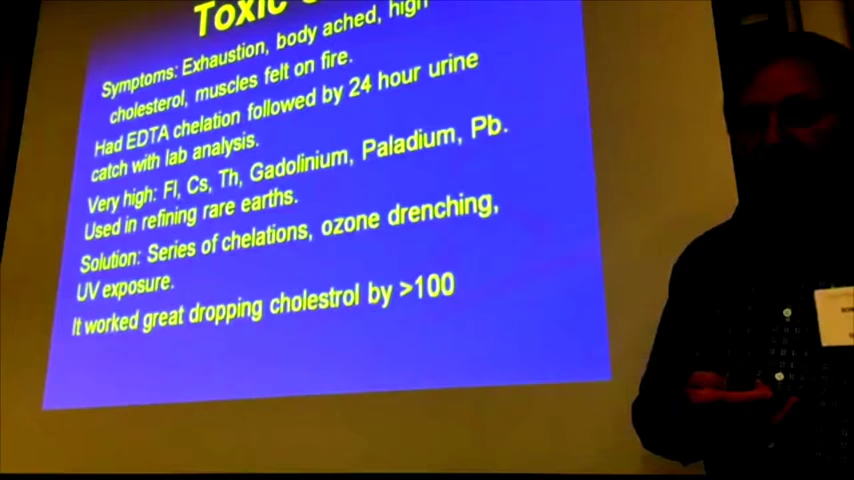 Toxic
Symptoms: Exhaustion, body ached, high
cholesterol, muscles felt on fire.
Had EDTA chelation followed by 24 hour urine
catch with lab analysis.
Very high: Fl, Cs, Th, Gadolinium, Paladium, Pb.
Used in refining rare earths.
Solution: Series of chelations, ozone drenching,
UV exposure.
It worked great dropping cholestrol by >100